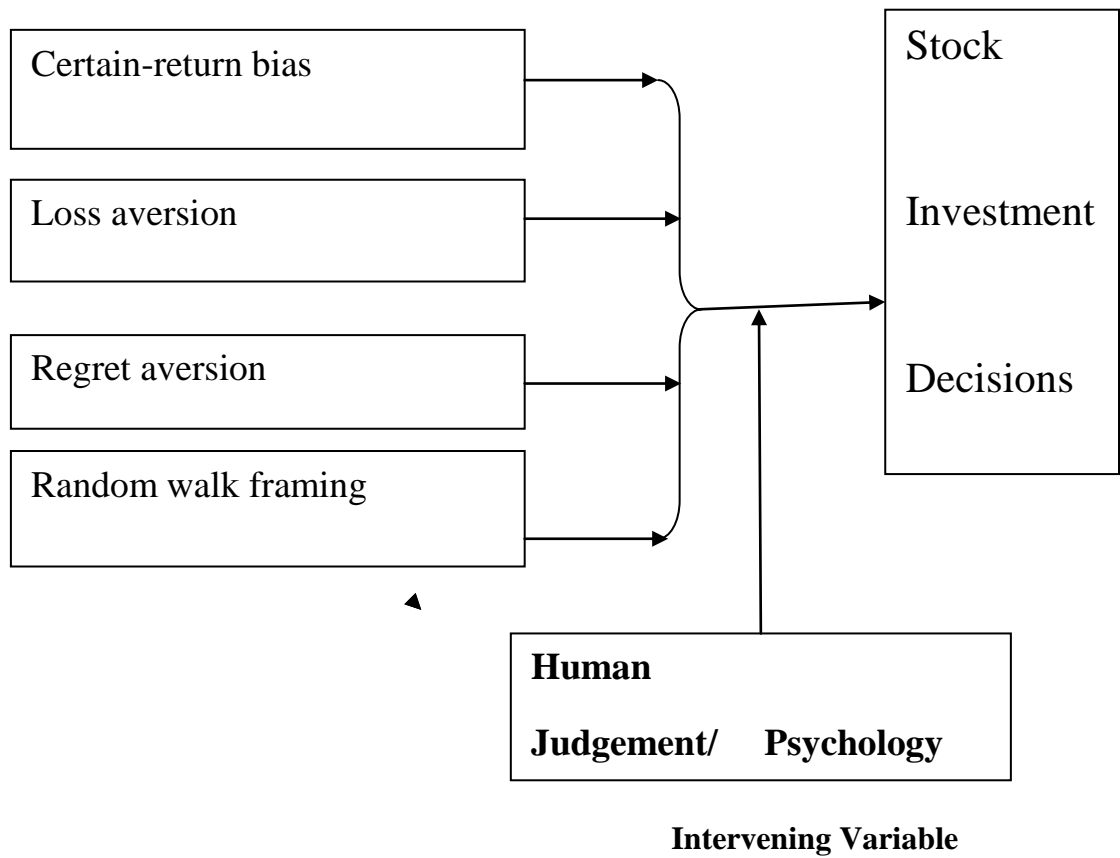 Certain-return bias
Loss aversion
Regret aversion
Random walk framing
Stock
Investment
Decisions
Human
Judgement/ Psychology
Intervening Variable